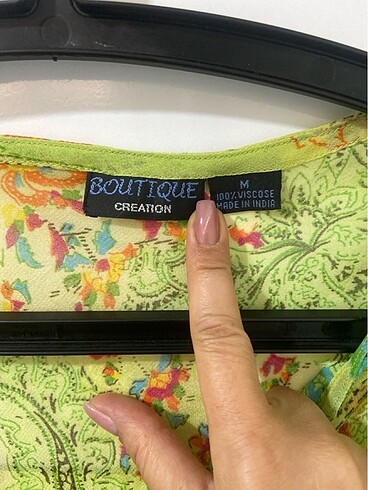 BOUTIQUE
CREATION
M
100% VISCOSE
MADE IN INDIA